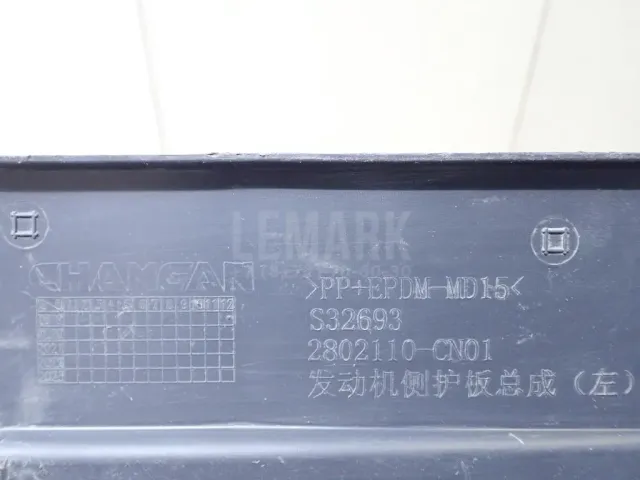 LEMARK
CHANGAN
>PP+EPDM-MD15<
S32693
2802110-CN01
发动机侧护板总成（左）